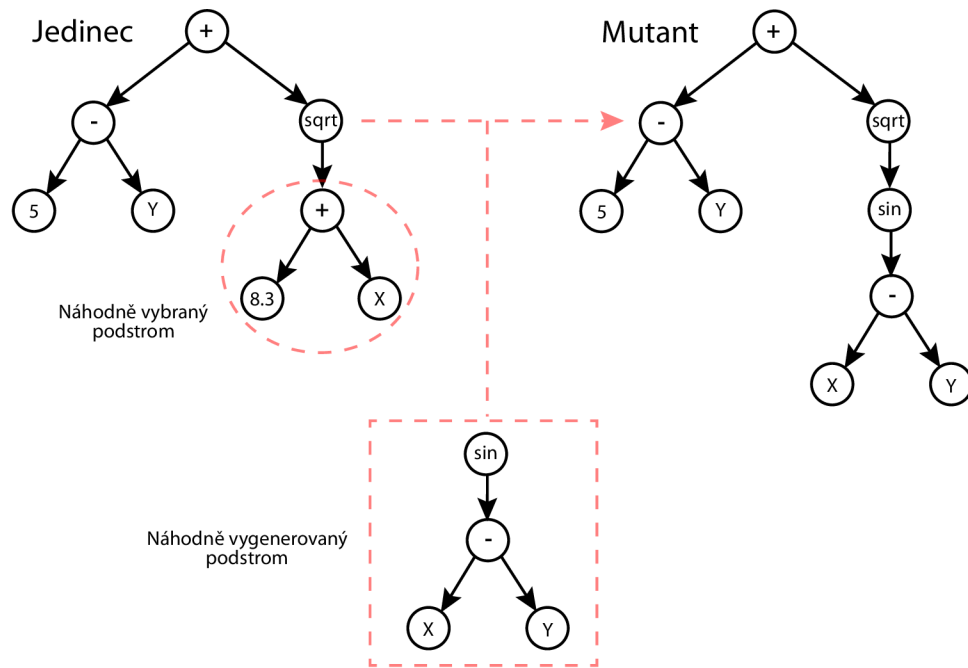 Jedinec
+
-
sqrt
5
Y
+
8.3
X
Náhodně vybraný
podstrom
Mutant
+
-
sqrt
5
Y
sin
-
X
Y
Náhodně vygenerovaný
podstrom
sin
-
X
Y